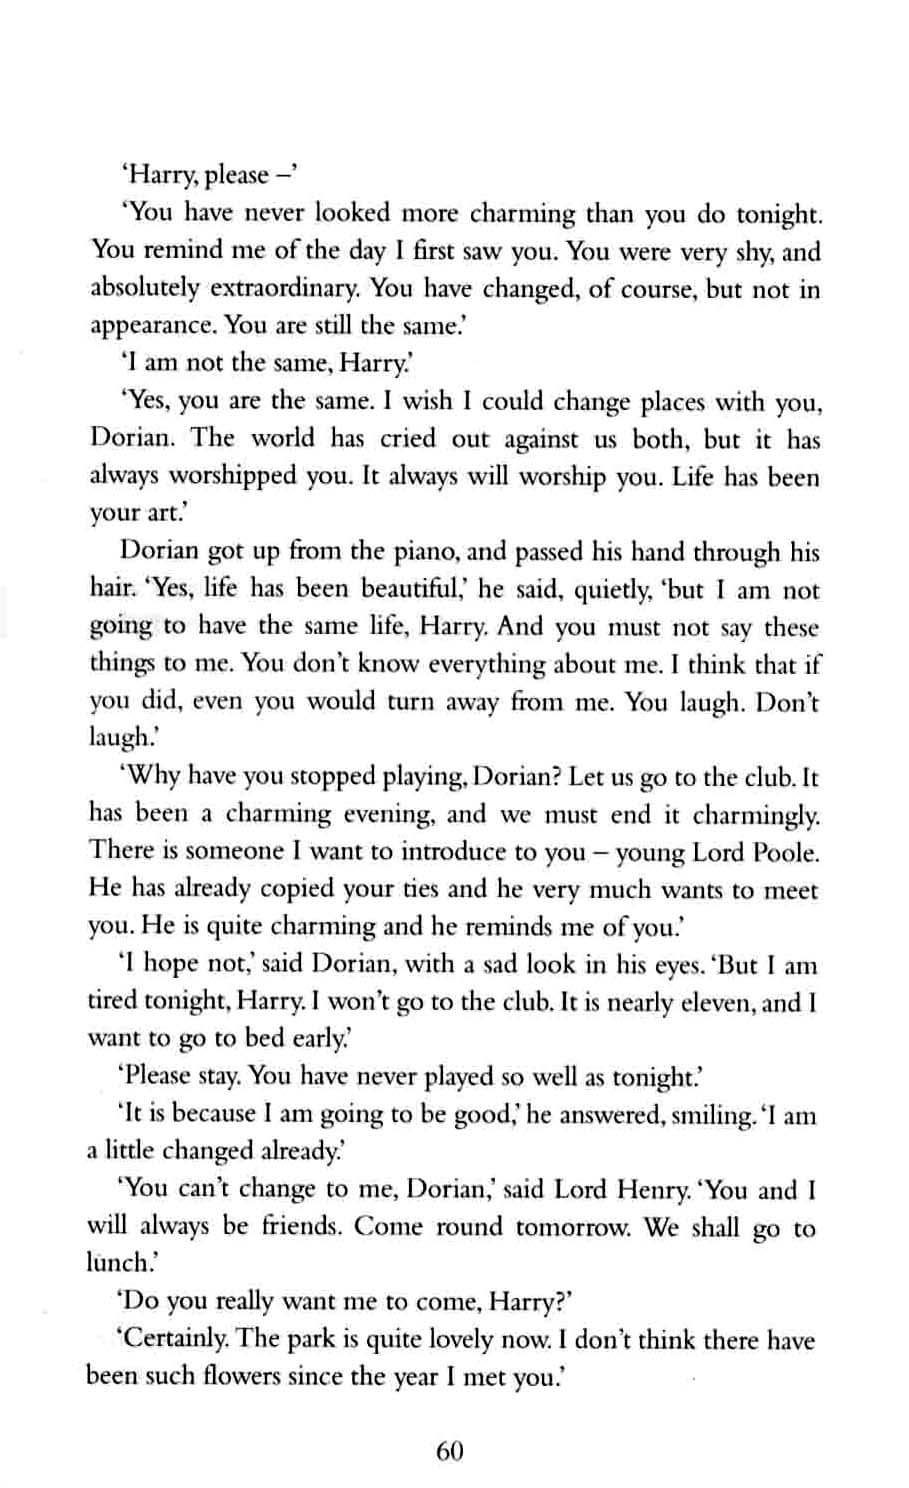 ‘Harry, please –’
‘You have never looked more charming than you do tonight.
You remind me of the day I first saw you. You were very shy, and
absolutely extraordinary. You have changed, of course, but not in
appearance. You are still the same.’
‘I am not the same, Harry.’
‘Yes, you are the same. I wish I could change places with you,
Dorian. The world has cried out against us both, but it has
always worshipped you. It always will worship you. Life has been
your art.’
Dorian got up from the piano, and passed his hand through his
hair. ‘Yes, life has been beautiful,’ he said, quietly, ‘but I am not
going to have the same life, Harry. And you must not say these
things to me. You don’t know everything about me. I think that if
you did, even you would turn away from me. You laugh. Don’t
laugh.’
‘Why have you stopped playing, Dorian? Let us go to the club. It
has been a charming evening, and we must end it charmingly.
There is someone I want to introduce to you – young Lord Poole.
He has already copied your ties and he very much wants to meet
you. He is quite charming and he reminds me of you.’
‘I hope not,’ said Dorian, with a sad look in his eyes. ‘But I am
tired tonight, Harry. I won’t go to the club. It is nearly eleven, and I
want to go to bed early.’
‘Please stay. You have never played so well as tonight.’
‘It is because I am going to be good,’ he answered, smiling. ‘I am
a little changed already.’
‘You can’t change to me, Dorian,’ said Lord Henry. ‘You and I
will always be friends. Come round tomorrow. We shall go to
lunch.’
‘Do you really want me to come, Harry?’
‘Certainly. The park is quite lovely now. I don’t think there have
been such flowers since the year I met you.’
60